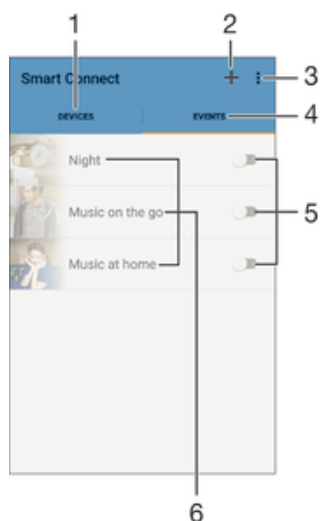 1
2
Smart Connect
3
DEVICES
EVENTS
4
Night
Music on the go
5
Music at home
6